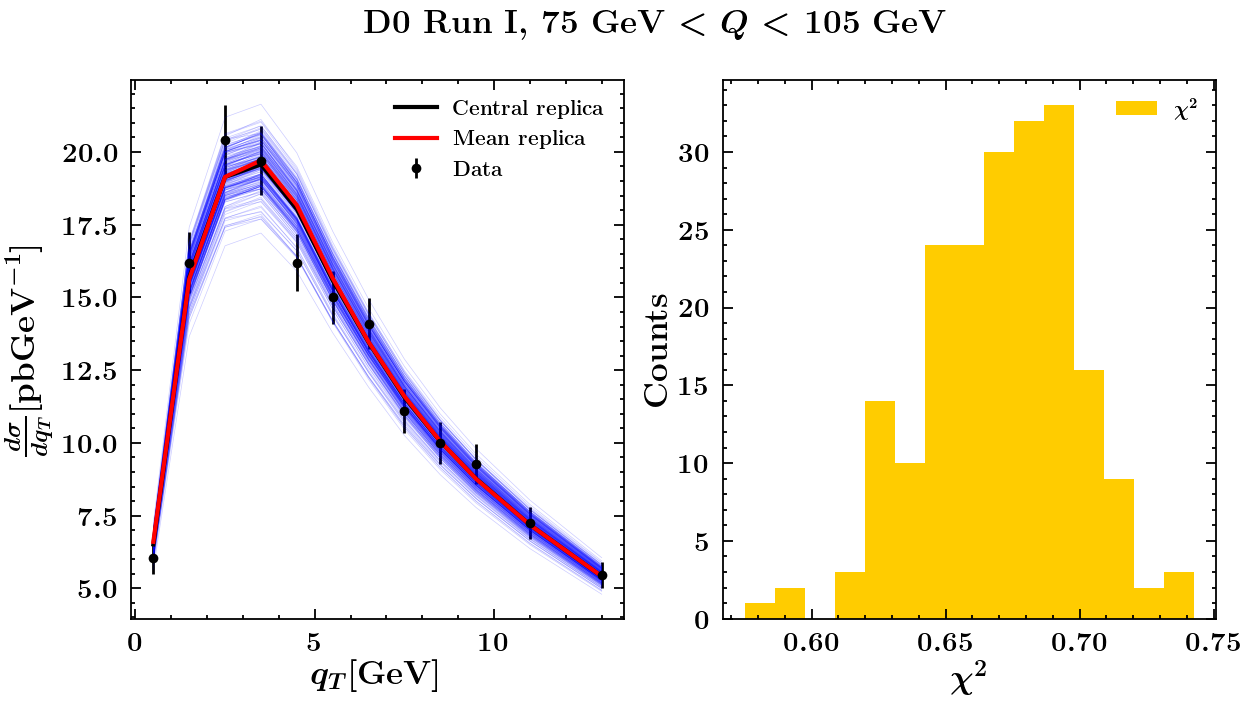 D0 Run I, 75 GeV < Q < 105 GeV
dσ/dq_T [pbGeV⁻¹]
20.0
17.5
15.0
12.5
10.0
7.5
5.0
Central replica
Mean replica
Data
0 5 10
q_T[GeV]
Counts
30
25
20
15
10
5
0
χ²
0.60 0.65 0.70 0.75
χ²